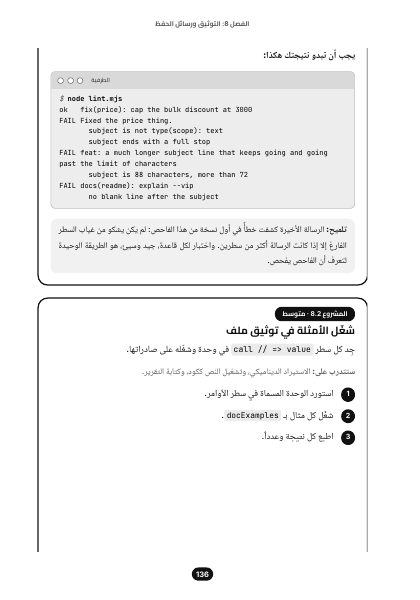 الفصل 8: التوثيق ورسائل الحفظ
يجب أن تبدو نتيجتك هكذا:
الطرفية
$ node lint.mjs
ok   fix(price): cap the bulk discount at 3000
FAIL Fixed the price thing.
       subject is not type(scope): text
       subject ends with a full stop
FAIL feat: a much longer subject line that keeps going and going
past the limit of characters
       subject is 88 characters, more than 72
FAIL docs(readme): explain --vip
       no blank line after the subject
تلميح: الرسالة الأخيرة كشفت خطأً في أول نسخة من هذا الفاحص: لم يكن يشكو من غياب السطر
الفارغ إلا إذا كانت الرسالة أكثر من سطرين. واختبار لكل قاعدة، جيد وسيئ، هو الطريقة الوحيدة
لتعرف أن الفاحص يفحص.
المشروع 8.2 · متوسط
شغّل الأمثلة في توثيق ملف
جِد كل سطر call // => value في وحدة وشغّله على صادراتها.
ستتدرب على: الاستيراد الديناميكي، وتشغيل النص ككود، وكتابة التقرير.
1 استورد الوحدة المسماة في سطر الأوامر.
2 شغّل كل مثال بـ docExamples.
3 اطبع كل نتيجة وعدداً.
136